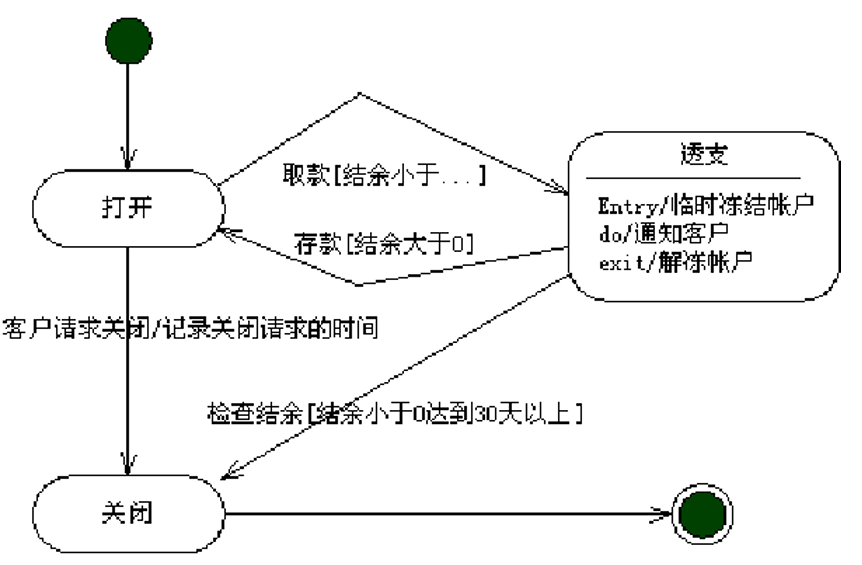 透支
取款[结余小于...]
打开
Entry/临时冻结帐户
do/通知客户
存款[结余大于0]
exit/解冻帐户
客户请求关闭/记录关闭请求的时间
检查结余[结余小于0达到30天以上]
关闭